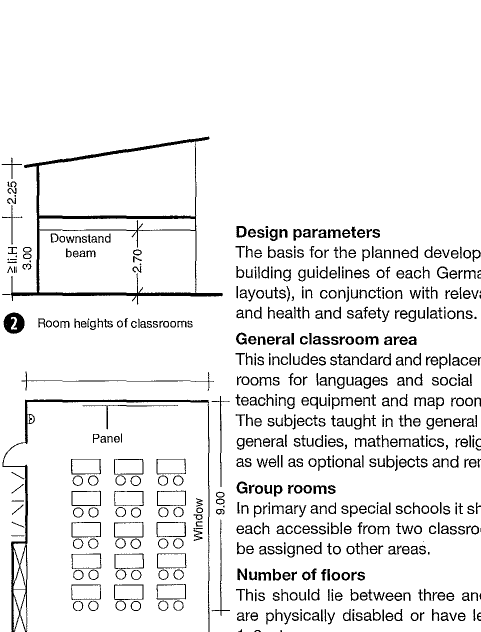 2.25
≥ li.H
3.00
Downstand
beam
2.70
2 Room heights of classrooms
Panel
Window
9.00
Design parameters
The basis for the planned develop
building guidelines of each Germa
layouts), in conjunction with releva
and health and safety regulations.
General classroom area
This includes standard and replacen
rooms for languages and social
teaching equipment and map room
The subjects taught in the general
general studies, mathematics, relig
as well as optional subjects and ren
Group rooms
In primary and special schools it sh
each accessible from two classroo
be assigned to other areas.
Number of floors
This should lie between three and
are physically disabled or have le